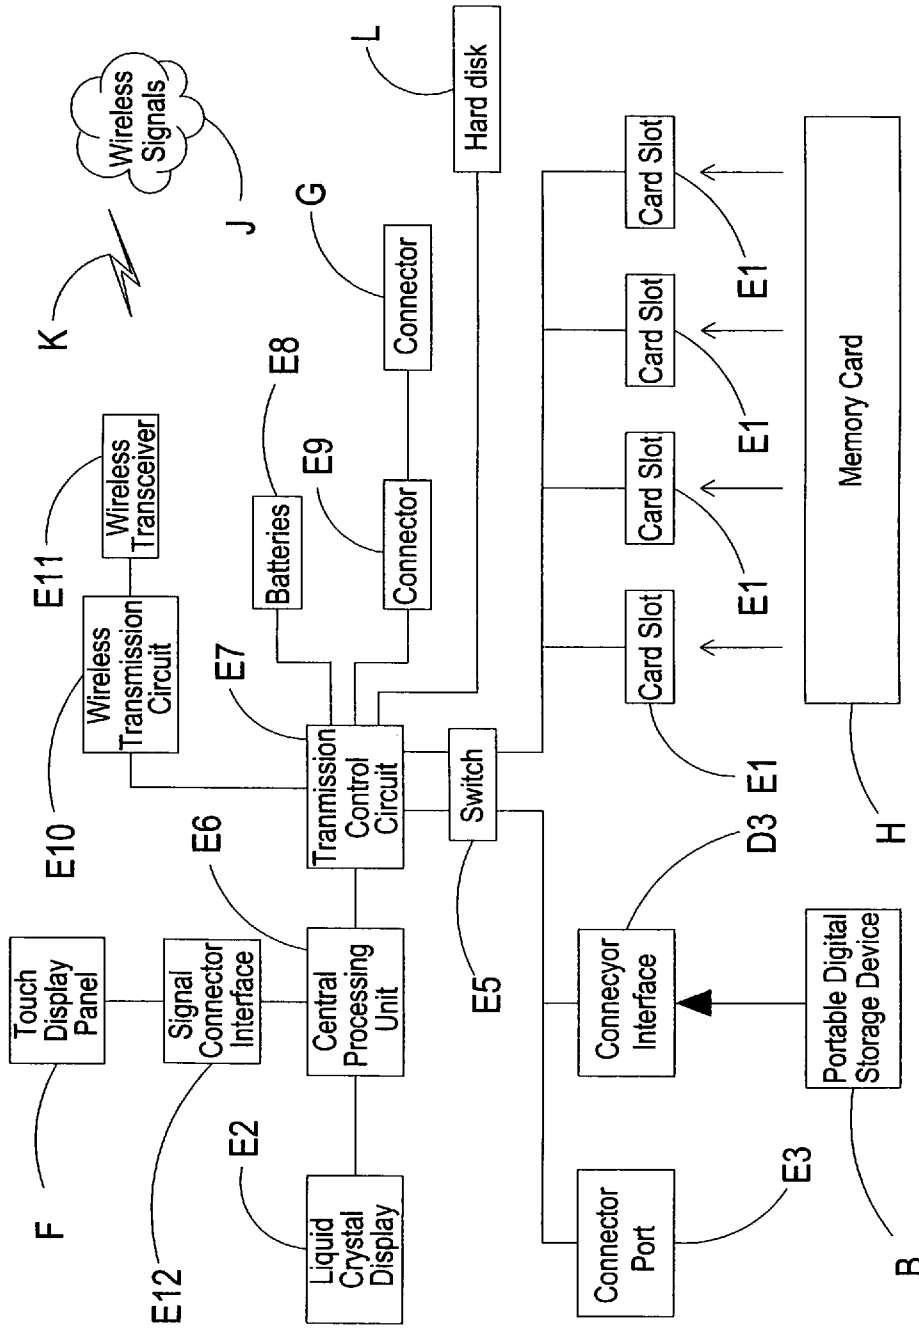 F
Touch
Display
Panel
E12
Signal
Connector
Interface
E2
Liquid
Crystal
Display
E6
Central
Processing
Unit
E10
Wireless
Transmission
Circuit
E11
Wireless
Transceiver
K
Wireless
Signals
J
E7
Tranmission
Control
Circuit
E8
Batteries
E9
Connector
G
Connector
L
Hard disk
E5
Switch
Connector
Port
E3
Connecyor
Interface
D3
Portable Digital
Storage Device
B
Card Slot
E1
Card Slot
E1
Card Slot
E1
Card Slot
E1
Memory Card
H